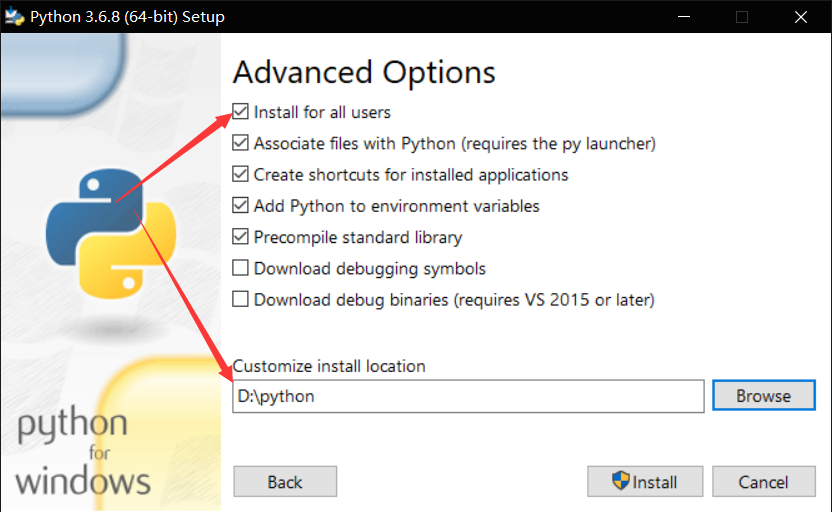 Python 3.6.8 (64-bit) Setup
Advanced Options
Install for all users
Associate files with Python (requires the py launcher)
Create shortcuts for installed applications
Add Python to environment variables
Precompile standard library
Download debugging symbols
Download debug binaries (requires VS 2015 or later)
Customize install location
D:\python
Browse
python
for
windows
Back
Install
Cancel